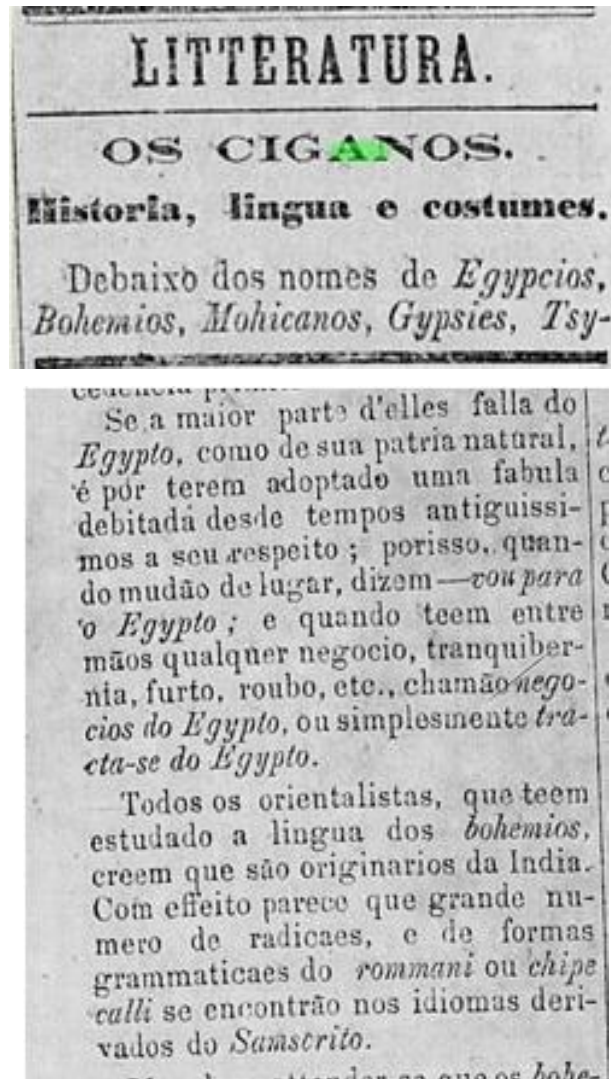 LITTERATURA.
OS CIGANOS.
Historia, lingua e costumes.
Debaixo dos nomes de Egypcios,
Bohemios, Mohicanos, Gypsies, Tsy-
Se a maior parte d'elles falla do
Egypto, como de sua patria natural,
é por terem adoptado uma fabula
debitada desde tempos antiguissi-
mos a seu respeito ; porisso, quan-
do mudão de lugar, dizem—vou para
o Egypto ; e quando teem entre
mãos qualquer negocio, tranquiber-
nia, furto, roubo, etc., chamão nego-
cios do Egypto, ou simplesmente tra-
cta-se do Egypto.
Todos os orientalistas, que teem
estudado a lingua dos bohemios,
creem que são originarios da India.
Com effeito parece que grande nu-
mero de radicaes, e de formas
grammaticaes do rommani ou chipe
calli se encontrão nos idiomas deri-
vados do Samscrito.
se que os bohe-